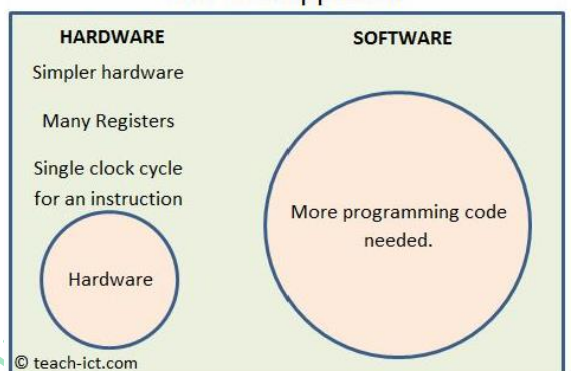 HARDWARE
Simpler hardware
Many Registers
Single clock cycle
for an instruction
Hardware
SOFTWARE
More programming code
needed.
© teach-ict.com